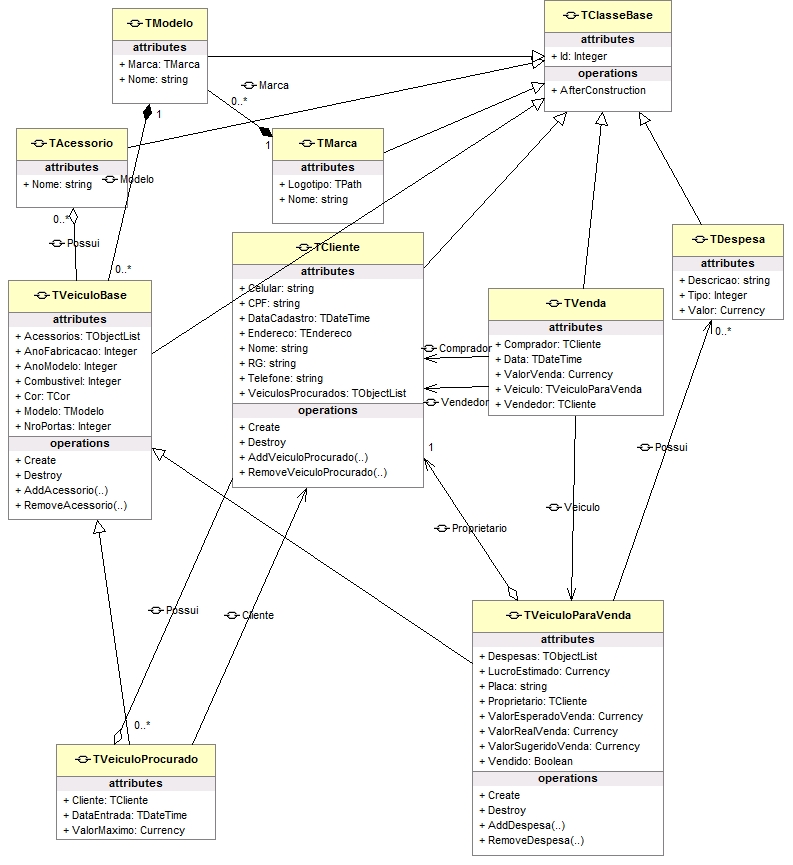 TModelo
attributes
+ Marca: TMarca
+ Nome: string
TClasseBase
attributes
+ Id: Integer
operations
+ AfterConstruction
Marca
0..*
1
1
TAcessorio
attributes
+ Nome: string
TMarca
attributes
+ Logotipo: TPath
+ Nome: string
Modelo
0..*
Possui
0..*
TCliente
attributes
+ Celular: string
+ CPF: string
+ DataCadastro: TDateTime
+ Endereco: TEndereco
+ Nome: string
+ RG: string
+ Telefone: string
+ VeiculosProcurados: TObjectList
operations
+ Create
+ Destroy
+ AddVeiculoProcurado(..)
+ RemoveVeiculoProcurado(..)
TDespesa
attributes
+ Descricao: string
+ Tipo: Integer
+ Valor: Currency
0..*
TVeiculoBase
attributes
+ Acessorios: TObjectList
+ AnoFabricacao: Integer
+ AnoModelo: Integer
+ Combustivel: Integer
+ Cor: TCor
+ Modelo: TModelo
+ NroPortas: Integer
operations
+ Create
+ Destroy
+ AddAcessorio(..)
+ RemoveAcessorio(..)
TVenda
attributes
+ Comprador: TCliente
+ Data: TDateTime
+ ValorVenda: Currency
+ Veiculo: TVeiculoParaVenda
+ Vendedor: TCliente
Comprador
Vendedor
1
Possui
Veiculo
Proprietario
Possui
Cliente
0..*
TVeiculoParaVenda
attributes
+ Despesas: TObjectList
+ LucroEstimado: Currency
+ Placa: string
+ Proprietario: TCliente
+ ValorEsperadoVenda: Currency
+ ValorRealVenda: Currency
+ ValorSugeridoVenda: Currency
+ Vendido: Boolean
operations
+ Create
+ Destroy
+ AddDespesa(..)
+ RemoveDespesa(..)
TVeiculoProcurado
attributes
+ Cliente: TCliente
+ DataEntrada: TDateTime
+ ValorMaximo: Currency